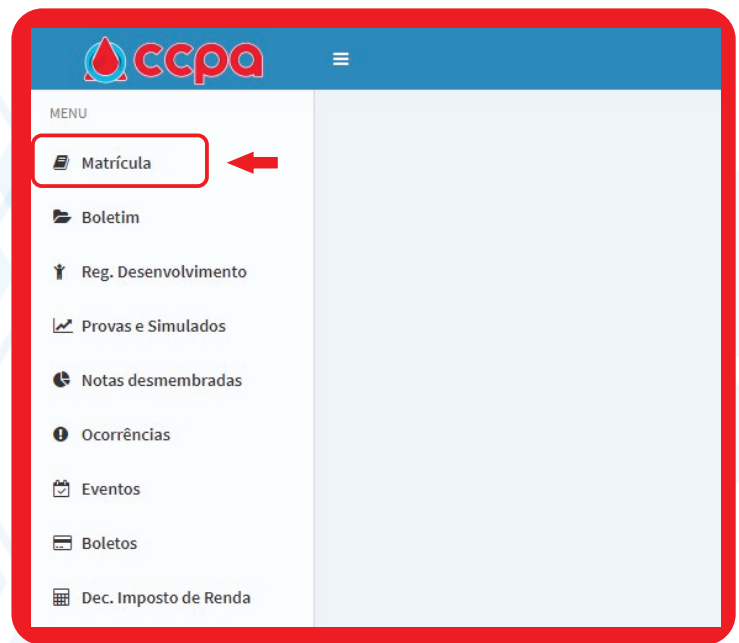 ccpa
MENU
Matrícula
Boletim
Reg. Desenvolvimento
Provas e Simulados
Notas desmembradas
Ocorrências
Eventos
Boletos
Dec. Imposto de Renda